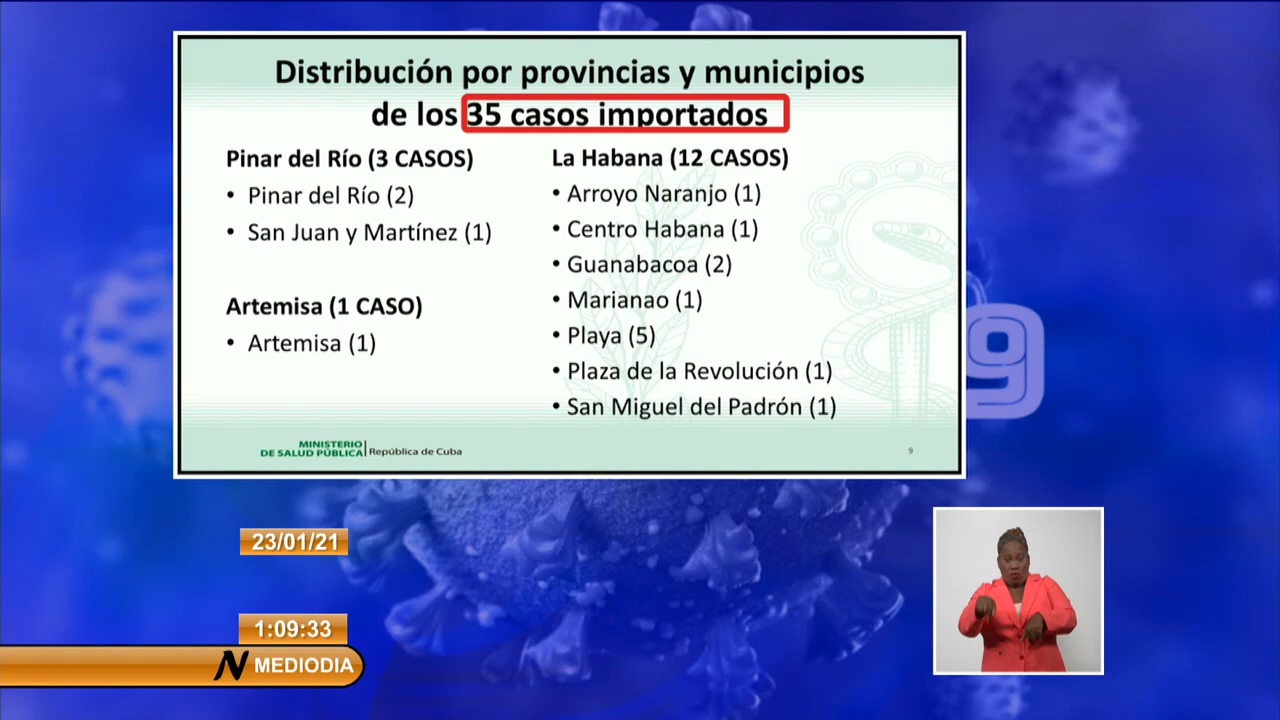 Distribución por provincias y municipios
de los 35 casos importados
Pinar del Río (3 CASOS)
• Pinar del Río (2)
• San Juan y Martínez (1)
Artemisa (1 CASO)
• Artemisa (1)
La Habana (12 CASOS)
• Arroyo Naranjo (1)
• Centro Habana (1)
• Guanabacoa (2)
• Marianao (1)
• Playa (5)
• Plaza de la Revolución (1)
• San Miguel del Padrón (1)
MINISTERIO
DE SALUD PÚBLICA
República de Cuba
9
9
23/01/21
1:09:33
N MEDIODIA